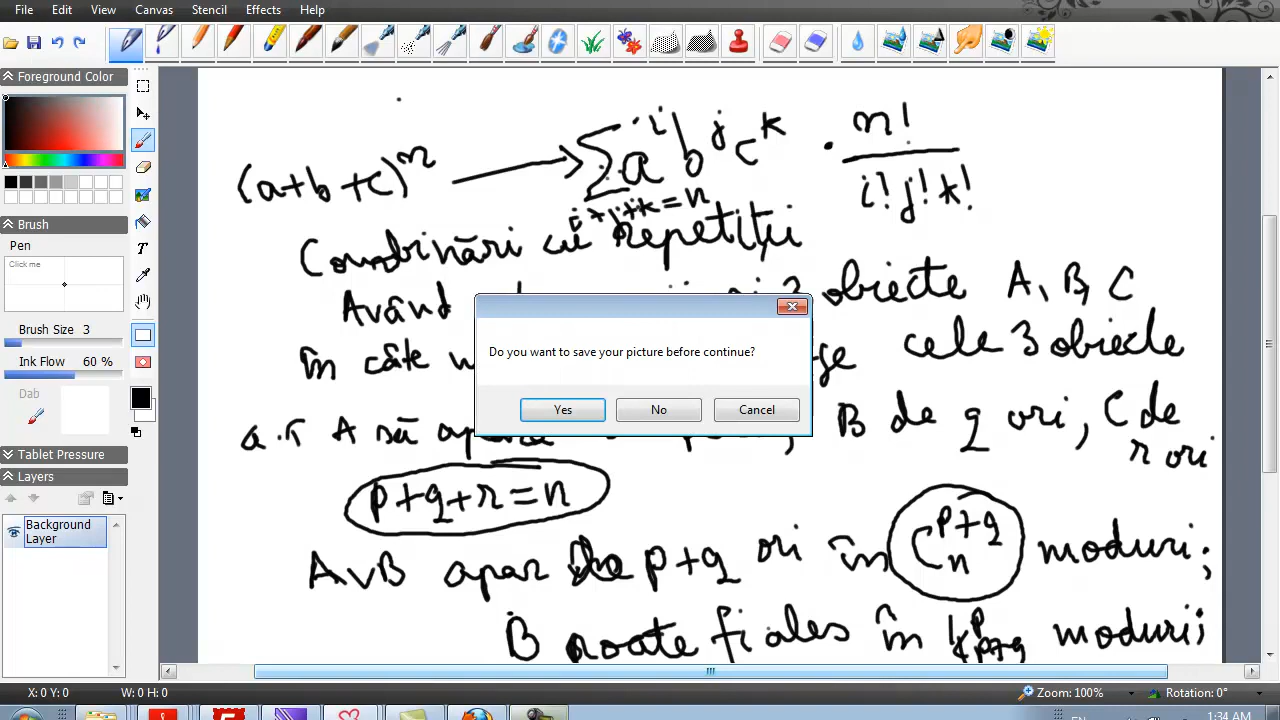 File Edit View Canvas Stencil Effects Help
Foreground Color
Brush
Pen
Click me
Brush Size 3
Ink Flow 60 %
Dab
Tablet Pressure
Layers
Background Layer
(a+b+c)^n → ∑ a^i b^j c^k · n! / i! j! k!
i+j+k=n
Combinări cu repetiții
Având 3 obiecte A, B, C
în câte cele 3 obiecte
a.î A să apară B de q ori, C de
r ori
p+q+r=n
A∨B apar de p+q ori în C_n^{p+q} moduri;
B poate fi ales în moduri;
Do you want to save your picture before continue?
Yes No Cancel
X: 0 Y: 0 W: 0 H: 0 Zoom: 100% Rotation: 0°
EN 1:34 AM